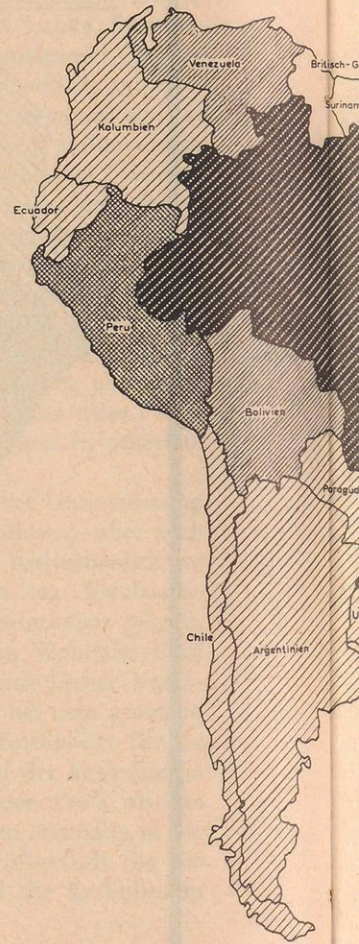 Venezuela
Britisch-G
Surinam
Kolumbien
Ecuador
Peru
Bolivien
Paragua
U
Chile
Argentinien